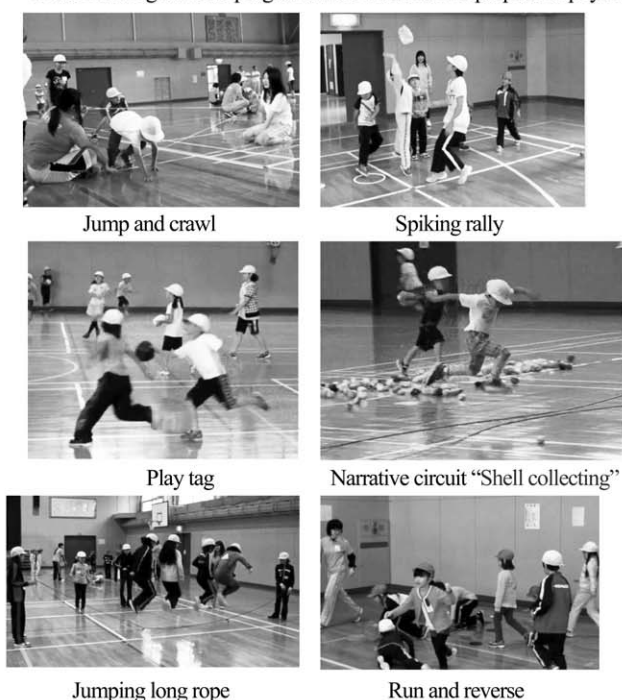 Jump and crawl
Spiking rally
Play tag
Narrative circuit “Shell collecting”
Jumping long rope
Run and reverse